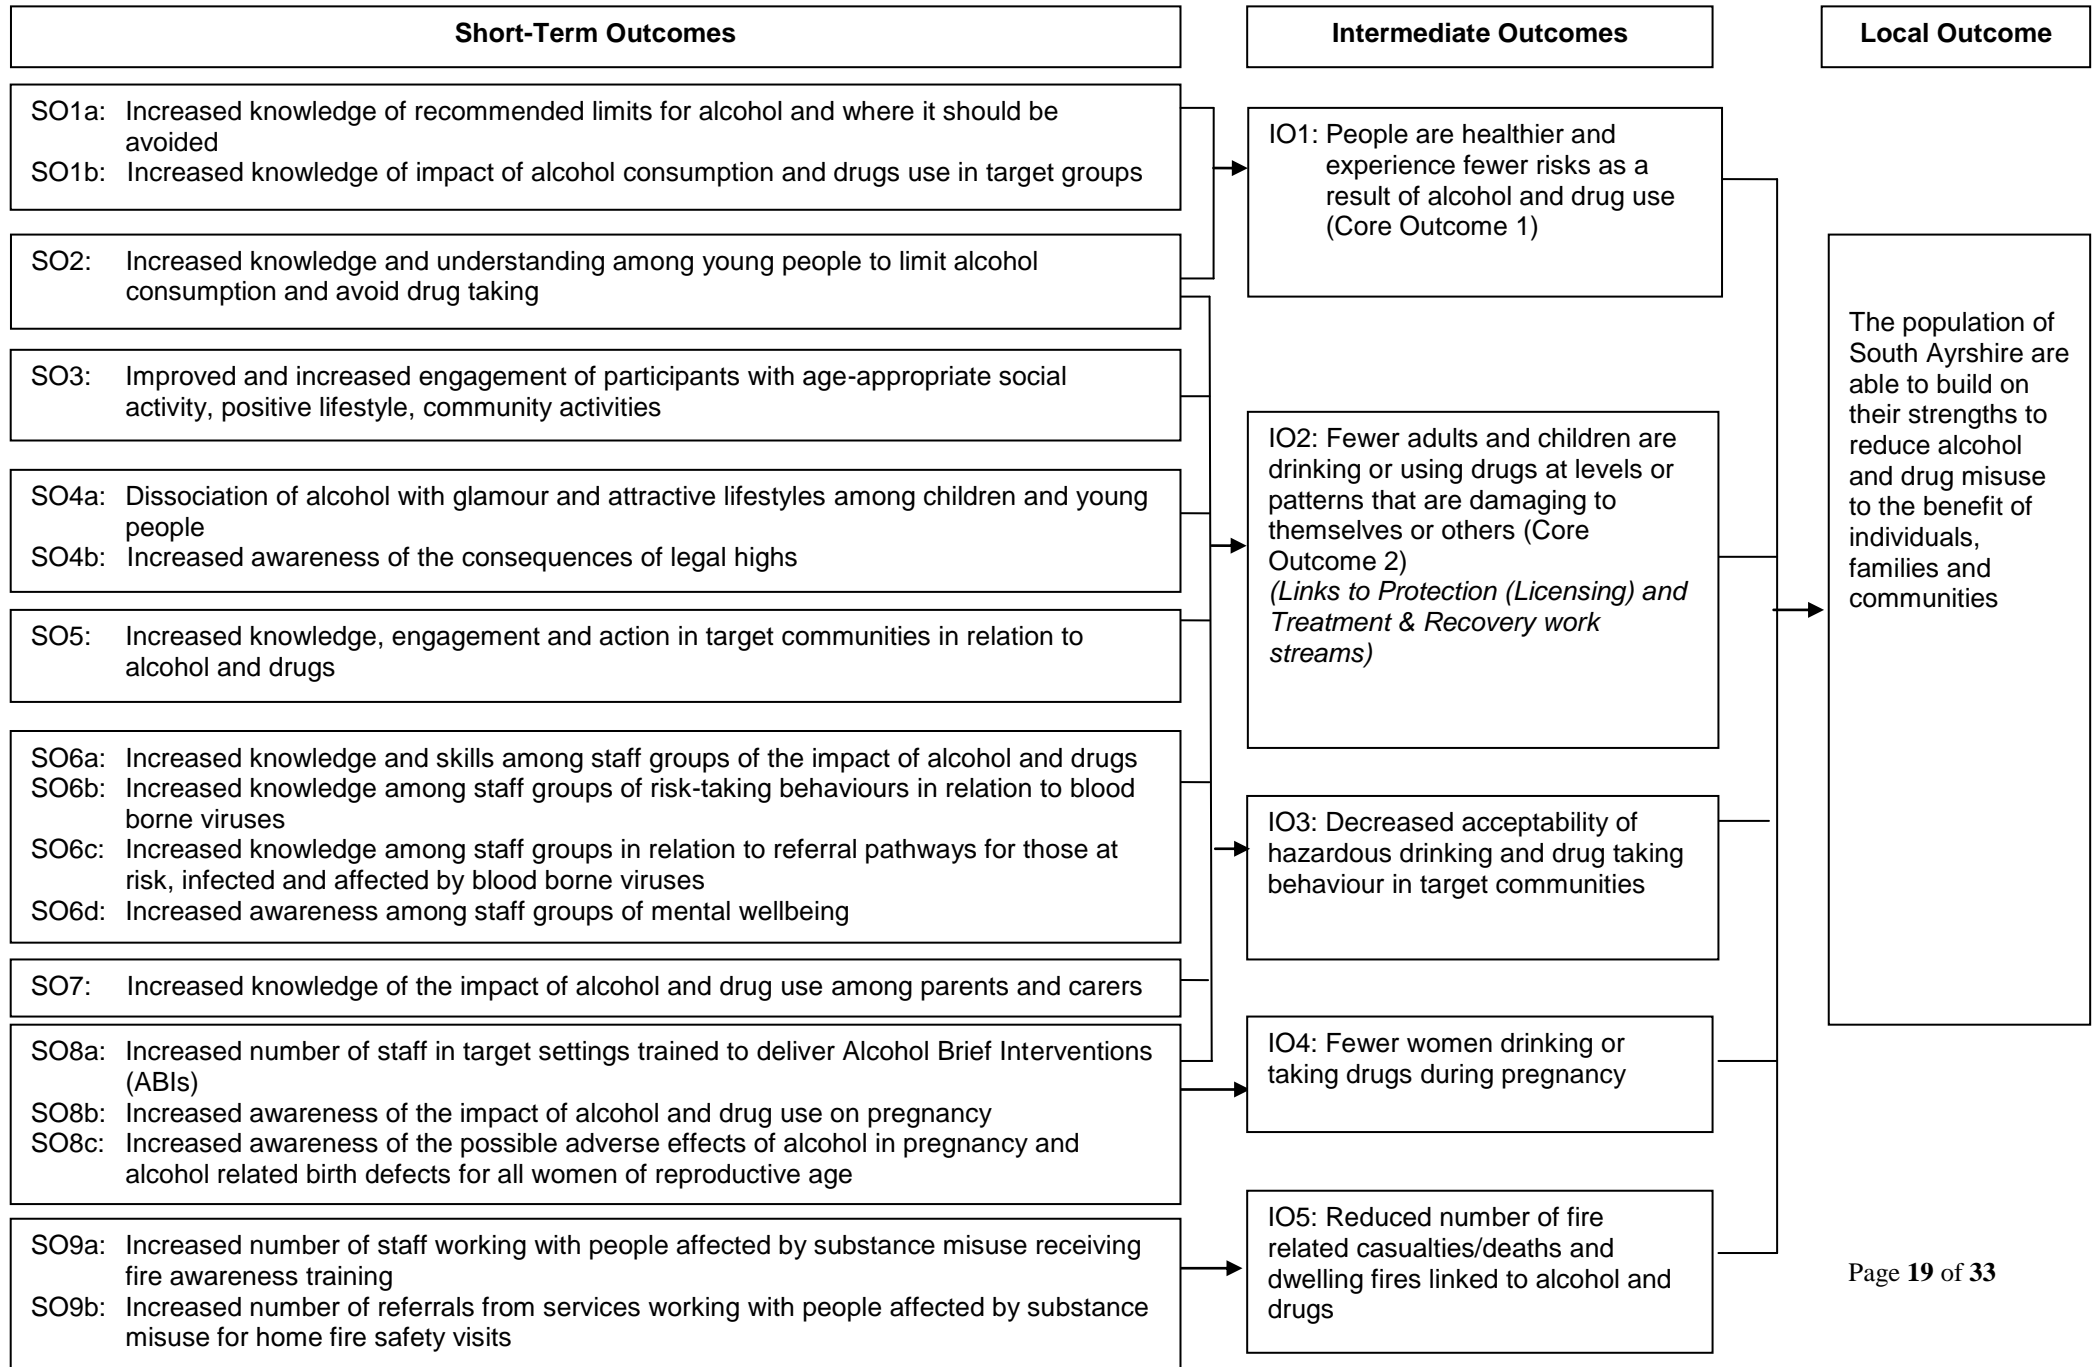 Short-Term Outcomes
SO1a: Increased knowledge of recommended limits for alcohol and where it should be
avoided
SO1b: Increased knowledge of impact of alcohol consumption and drugs use in target groups
SO2: Increased knowledge and understanding among young people to limit alcohol
consumption and avoid drug taking
SO3: Improved and increased engagement of participants with age-appropriate social
activity, positive lifestyle, community activities
SO4a: Dissociation of alcohol with glamour and attractive lifestyles among children and young
people
SO4b: Increased awareness of the consequences of legal highs
SO5: Increased knowledge, engagement and action in target communities in relation to
alcohol and drugs
SO6a: Increased knowledge and skills among staff groups of the impact of alcohol and drugs
SO6b: Increased knowledge among staff groups of risk-taking behaviours in relation to blood
borne viruses
SO6c: Increased knowledge among staff groups in relation to referral pathways for those at
risk, infected and affected by blood borne viruses
SO6d: Increased awareness among staff groups of mental wellbeing
SO7: Increased knowledge of the impact of alcohol and drug use among parents and carers
SO8a: Increased number of staff in target settings trained to deliver Alcohol Brief Interventions
(ABIs)
SO8b: Increased awareness of the impact of alcohol and drug use on pregnancy
SO8c: Increased awareness of the possible adverse effects of alcohol in pregnancy and
alcohol related birth defects for all women of reproductive age
SO9a: Increased number of staff working with people affected by substance misuse receiving
fire awareness training
SO9b: Increased number of referrals from services working with people affected by substance
misuse for home fire safety visits
Intermediate Outcomes
IO1: People are healthier and
experience fewer risks as a
result of alcohol and drug use
(Core Outcome 1)
IO2: Fewer adults and children are
drinking or using drugs at levels or
patterns that are damaging to
themselves or others (Core
Outcome 2)
(Links to Protection (Licensing) and
Treatment & Recovery work
streams)
IO3: Decreased acceptability of
hazardous drinking and drug taking
behaviour in target communities
IO4: Fewer women drinking or
taking drugs during pregnancy
IO5: Reduced number of fire
related casualties/deaths and
dwelling fires linked to alcohol and
drugs
Local Outcome
The population of
South Ayrshire are
able to build on
their strengths to
reduce alcohol
and drug misuse
to the benefit of
individuals,
families and
communities
Page 19 of 33